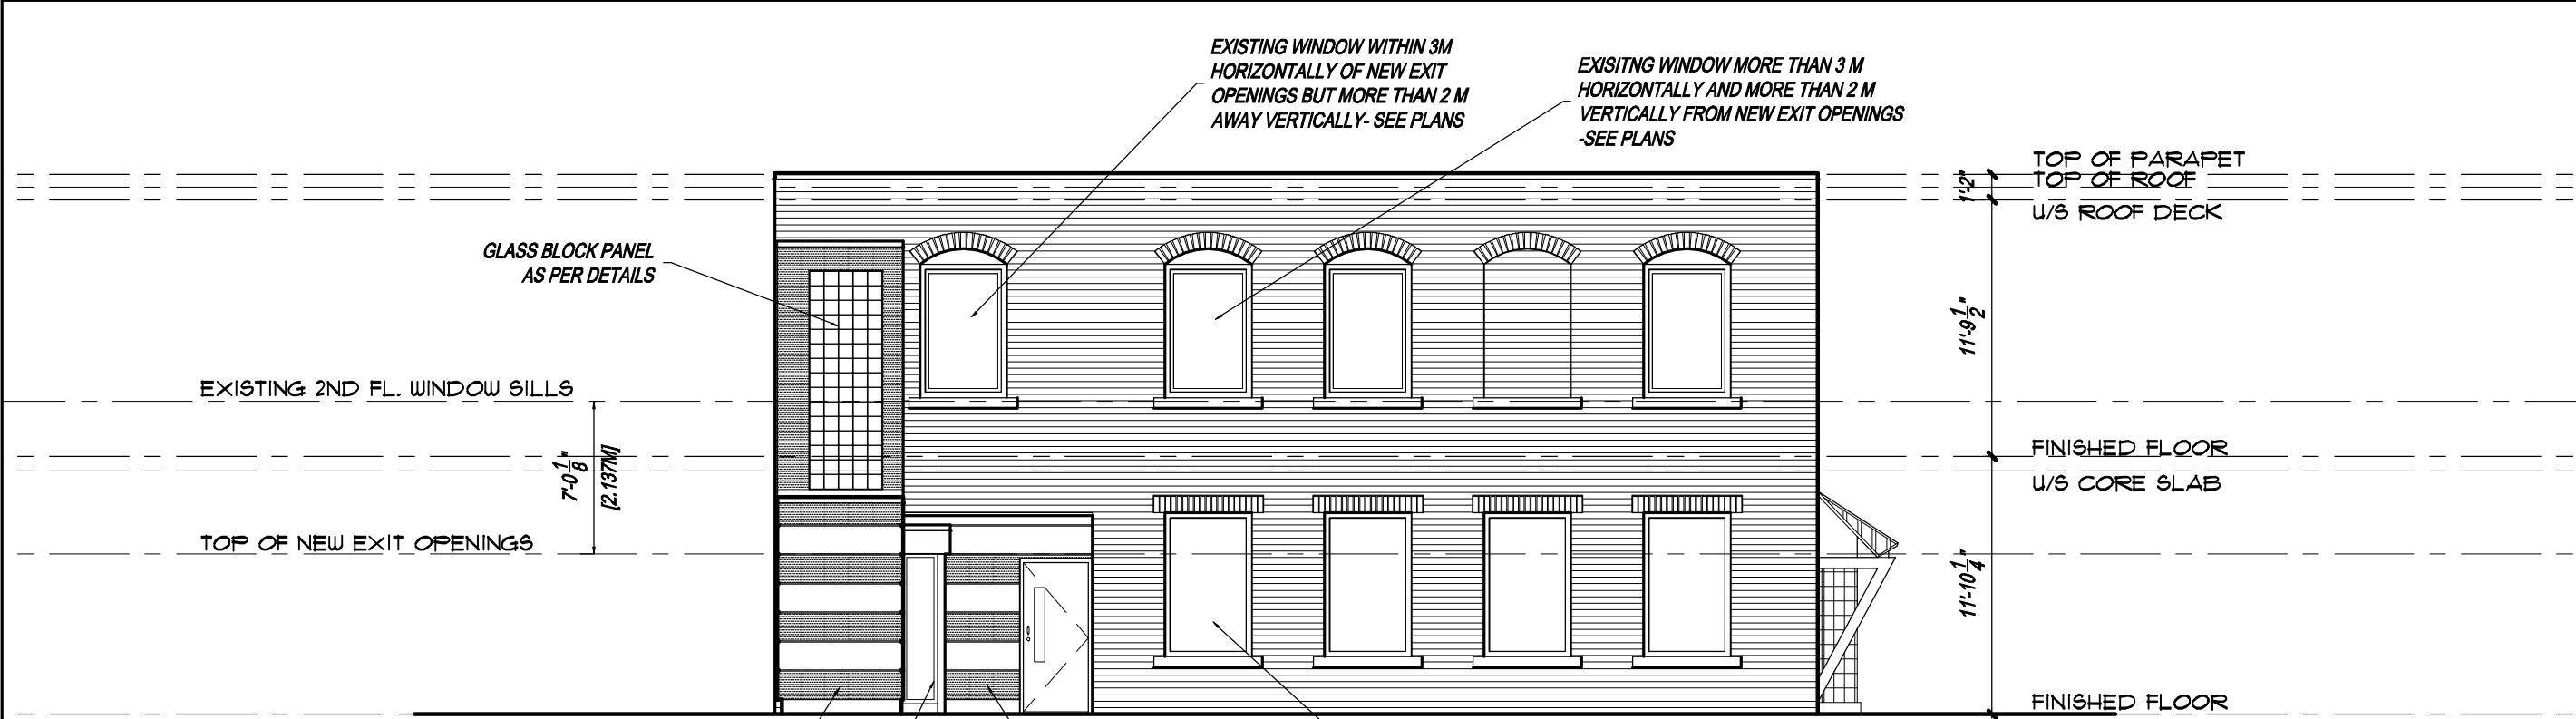 EXISTING WINDOW WITHIN 3M
HORIZONTALLY OF NEW EXIT
OPENINGS BUT MORE THAN 2 M
AWAY VERTICALLY- SEE PLANS
EXISITNG WINDOW MORE THAN 3 M
HORIZONTALLY AND MORE THAN 2 M
VERTICALLY FROM NEW EXIT OPENINGS
-SEE PLANS
TOP OF PARAPET
TOP OF ROOF
1'-2"
U/S ROOF DECK
GLASS BLOCK PANEL
AS PER DETAILS
11'-9 1/2"
EXISTING 2ND FL. WINDOW SILLS
7'-0 1/8"
[2.137M]
FINISHED FLOOR
U/S CORE SLAB
TOP OF NEW EXIT OPENINGS
11'-10 1/4"
FINISHED FLOOR